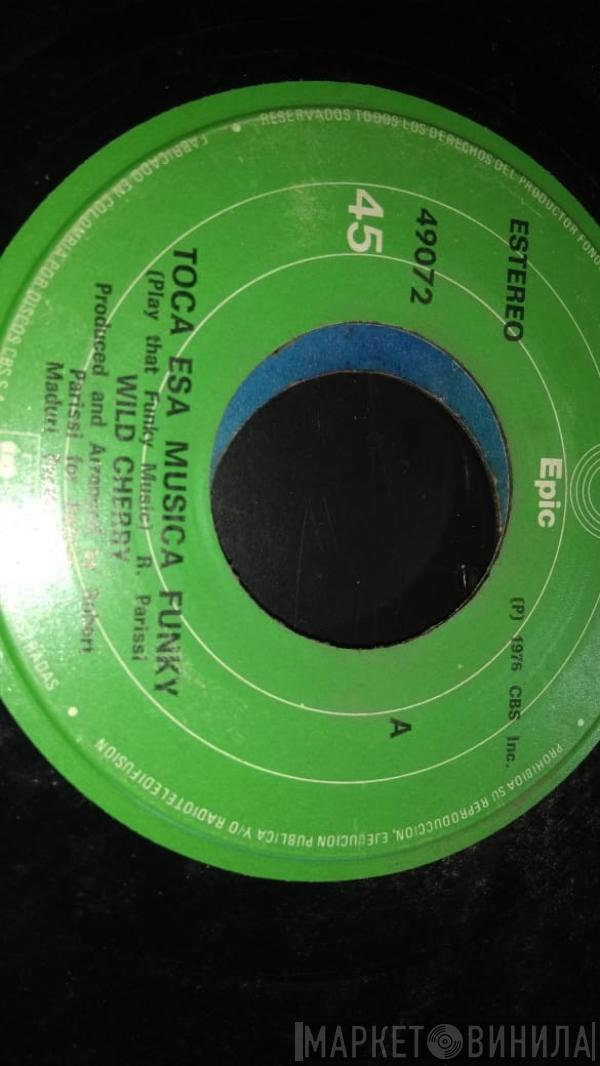 Epic
ESTEREO
(P) 1976 CBS Inc.
49072
A
45
TOCA ESA MUSICA FUNKY
(Play that Funky Music) R. Parissi
WILD CHERRY
Produced and Arranged by Robert
Parissi for
Maduri
FABRICADO EN COLOMBIA POR DISCOS CBS S.A.
RESERVADOS TODOS LOS DERECHOS DEL PRODUCTOR
PROHIBIDA SU REPRODUCCION, EJECUCION PUBLICA Y/O RADIOTELEDIFUSION
МАРКЕТ ВИНИЛА